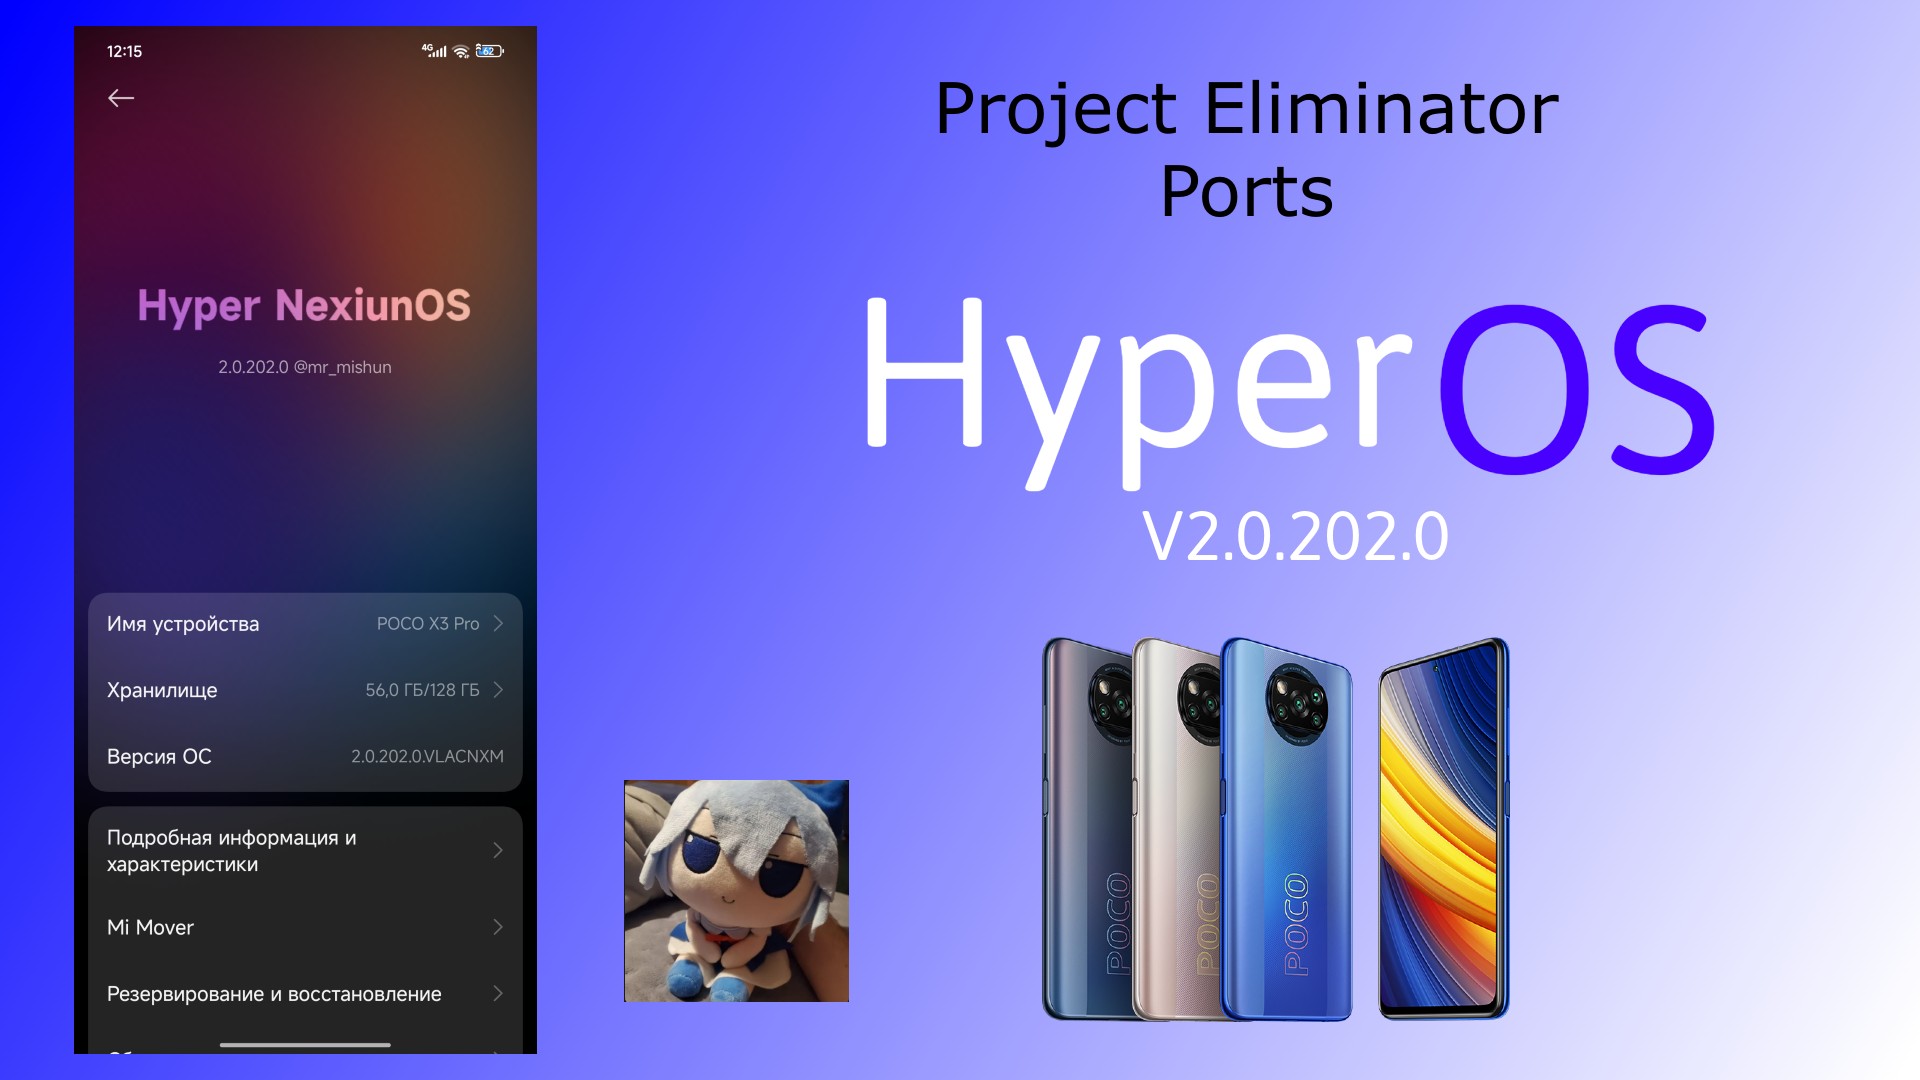 12:15
4G
62
Hyper NexiunOS
2.0.202.0 @mr_mishun
Имя устройства
POCO X3 Pro
Хранилище
56,0 ГБ/128 ГБ
Версия ОС
2.0.202.0.VLACNXM
Подробная информация и
характеристики
Mi Mover
Резервирование и восстановление
Project Eliminator
Ports
HyperOS
V2.0.202.0
POCO
POCO
POCO